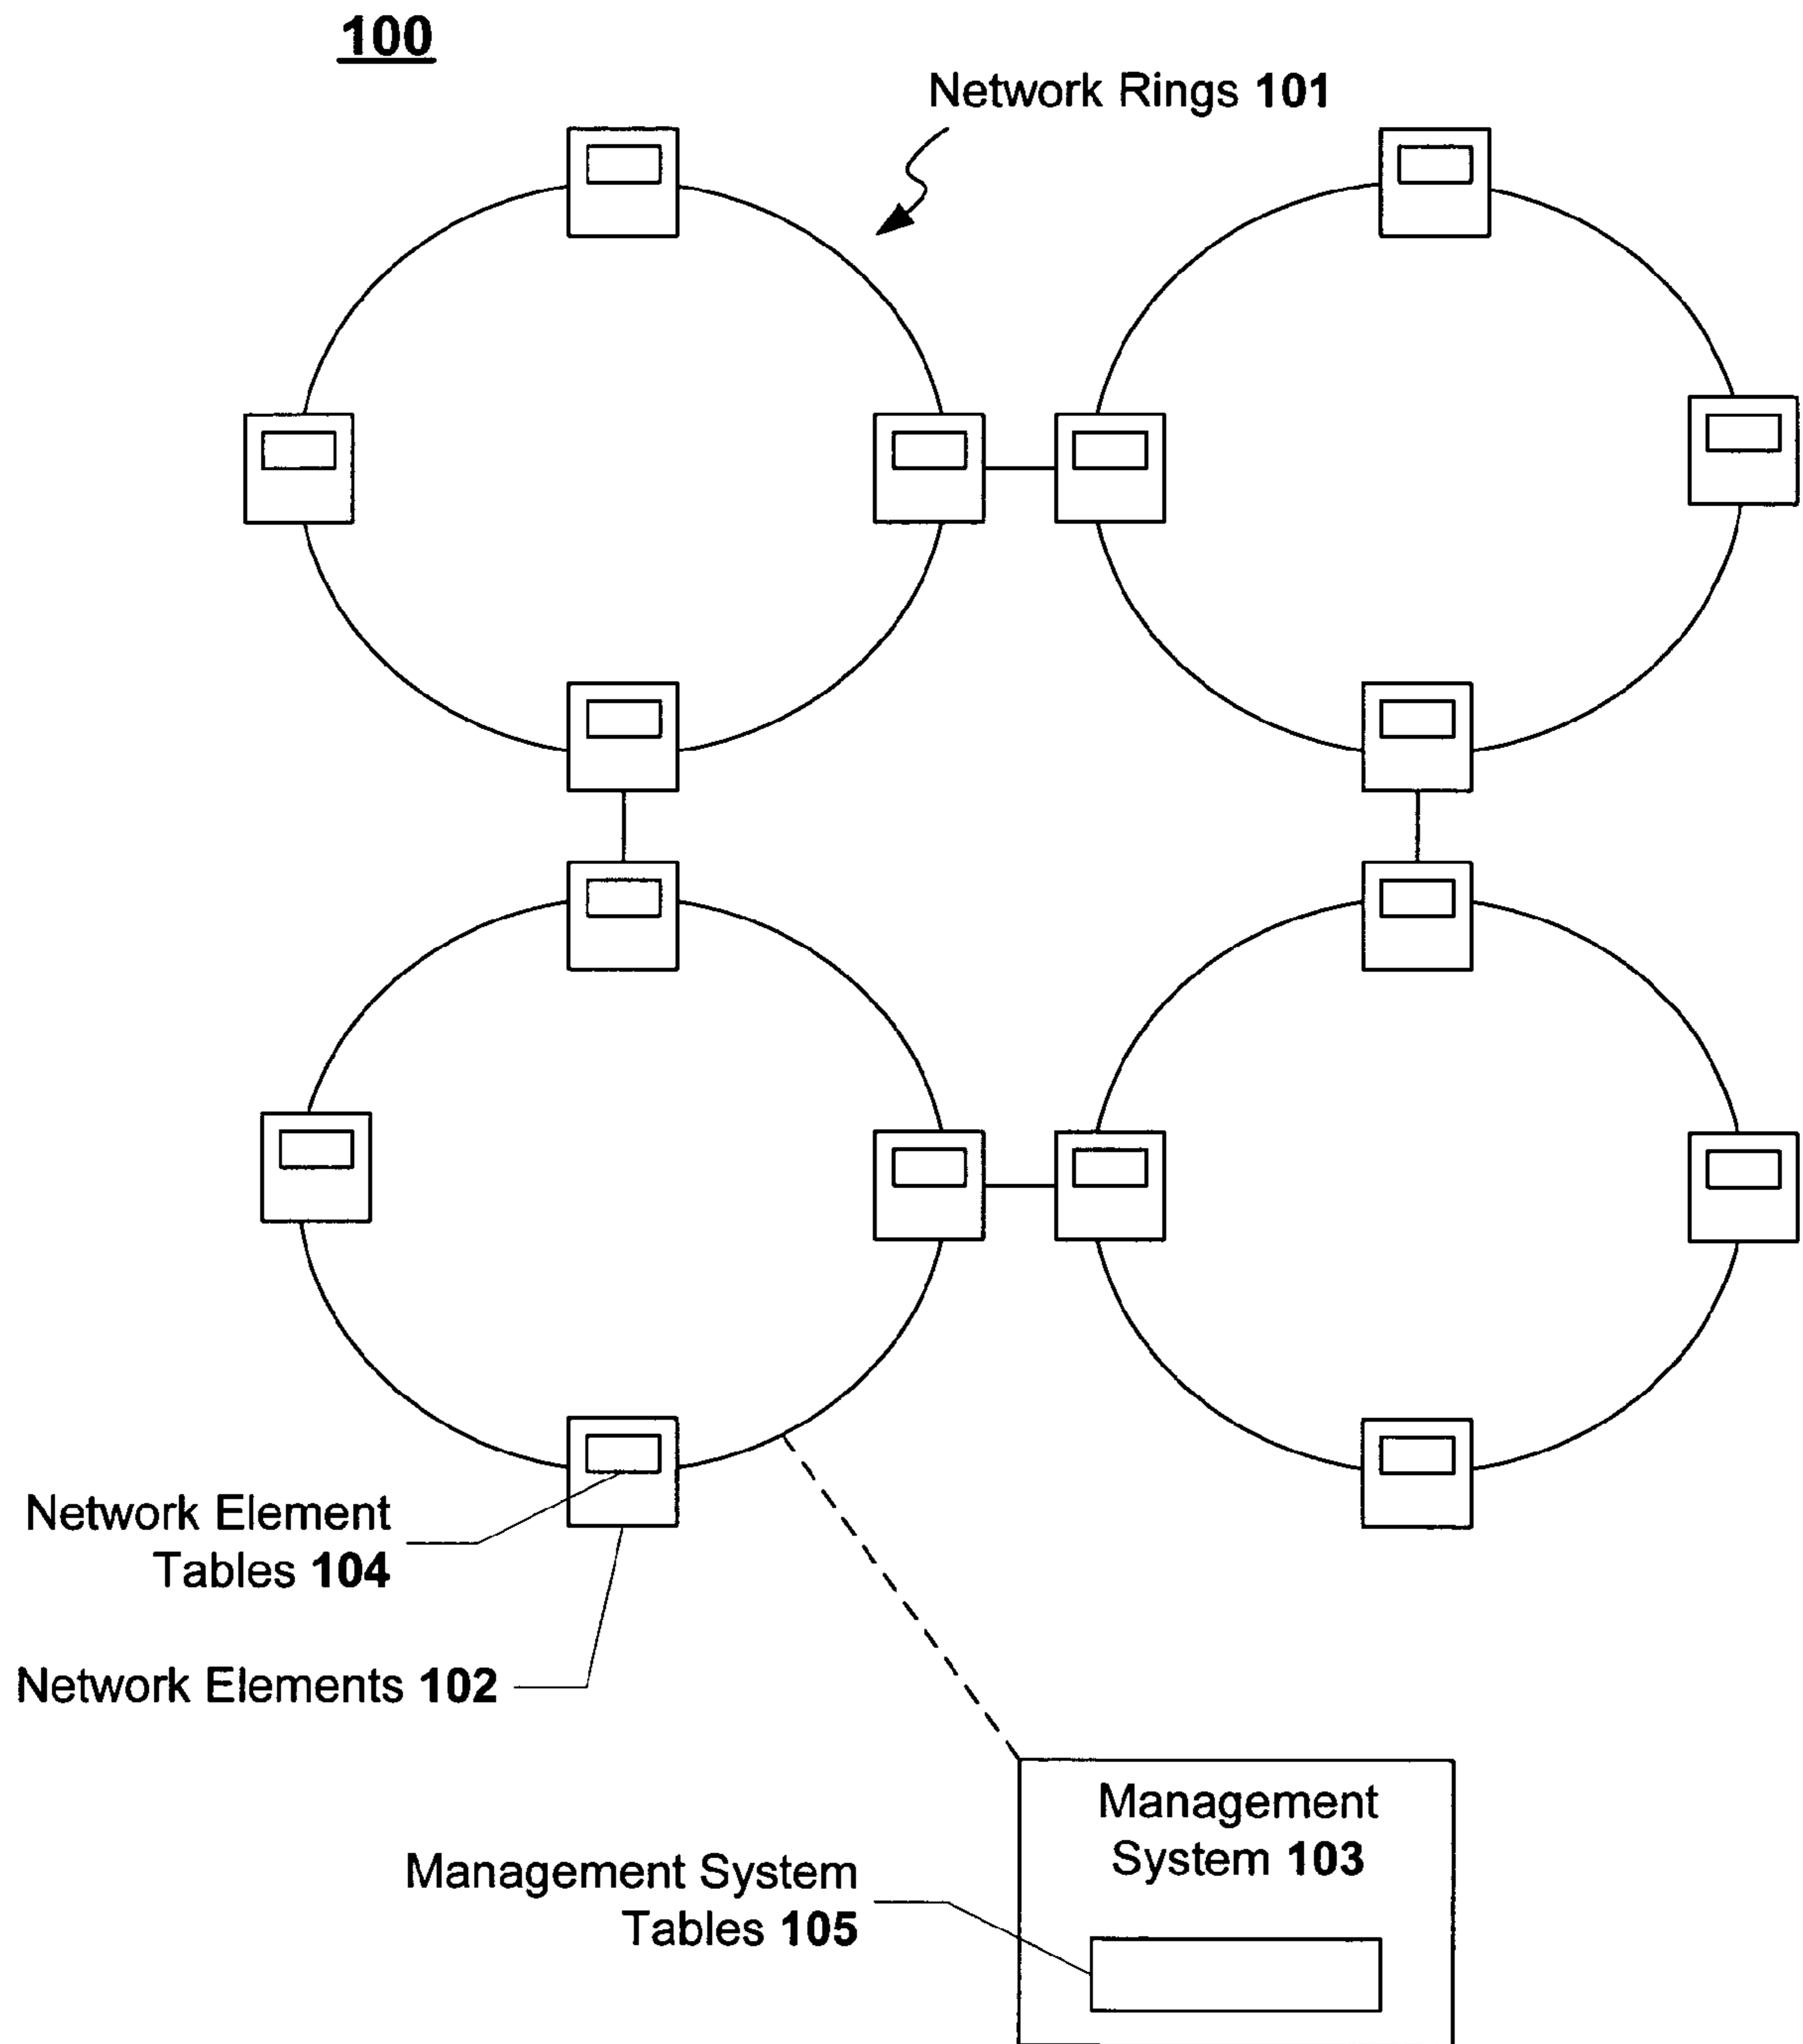 100
Network Rings 101
Network Element
Tables 104
Network Elements 102
Management
System 103
Management System
Tables 105